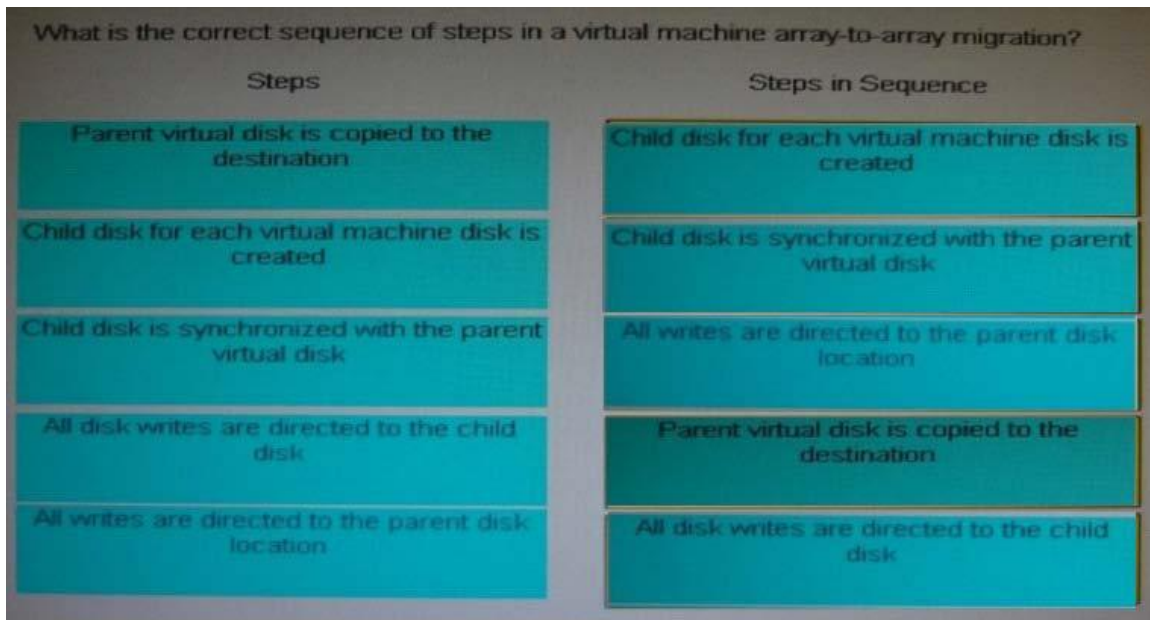 What is the correct sequence of steps in a virtual machine array-to-array migration?
Steps
Steps in Sequence
Parent virtual disk is copied to the
destination
Child disk for each virtual machine disk is
created
Child disk is synchronized with the parent
virtual disk
All disk writes are directed to the child
disk
All writes are directed to the parent disk
location
Child disk for each virtual machine disk is
created
Child disk is synchronized with the parent
virtual disk
All writes are directed to the parent disk
location
Parent virtual disk is copied to the
destination
All disk writes are directed to the child
disk